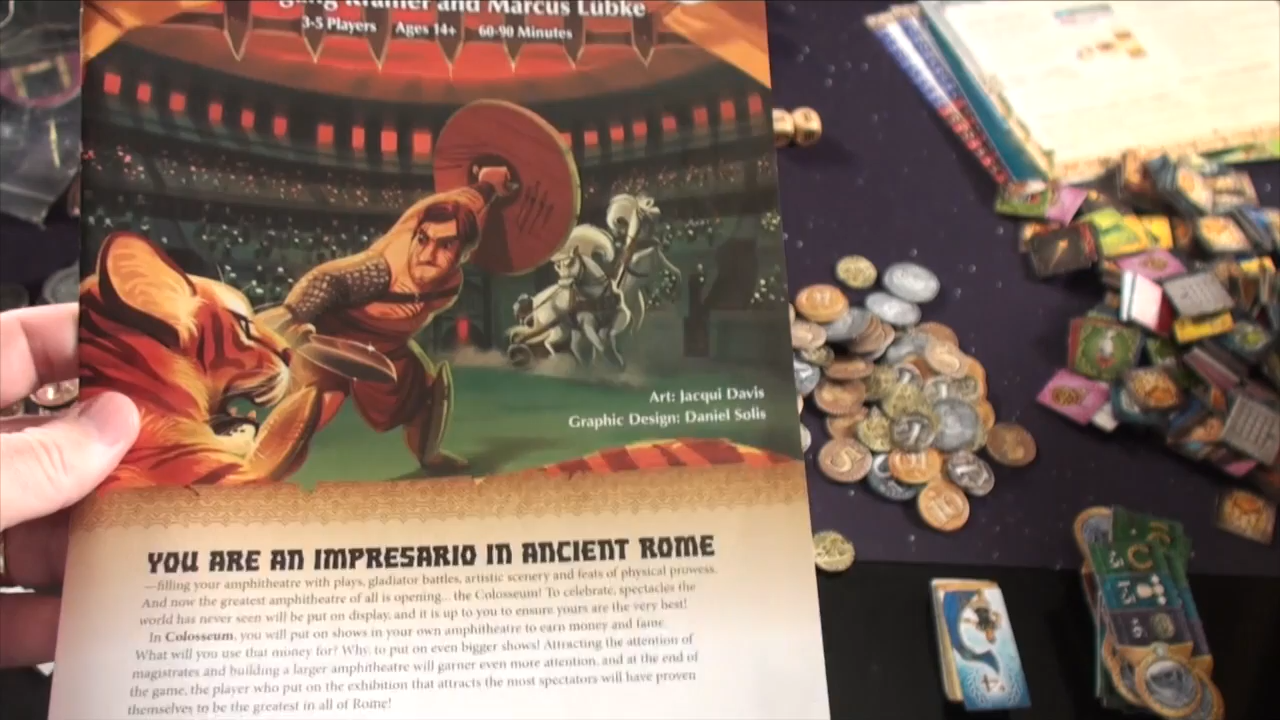 Kramer and Marcus Lübke
3-5 Players Ages 14+ 60-90 Minutes
Art: Jacqui Davis
Graphic Design: Daniel Solis
YOU ARE AN IMPRESARIO IN ANCIENT ROME
—filling your amphitheatre with plays, gladiator battles, artistic scenery and feats of physical prowess.
And now the greatest amphitheatre of all is opening... the Colosseum! To celebrate, spectacles the
world has never seen will be put on display, and it is up to you to ensure yours are the very best!
In Colosseum, you will put on shows in your own amphitheatre to earn money and fame.
What will you use that money for? Why, to put on even bigger shows! Attracting the attention of
magistrates and building a larger amphitheatre will garner even more attention, and at the end of
the game, the player who put on the exhibition that attracts the most spectators will have proven
themselves to be the greatest in all of Rome!